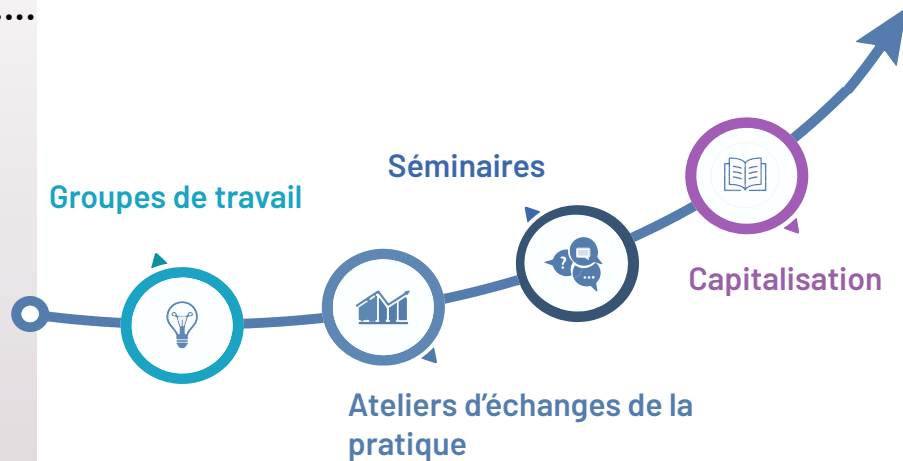 Groupes de travail
Ateliers d'échanges de la
pratique
Séminaires
?
...
Capitalisation